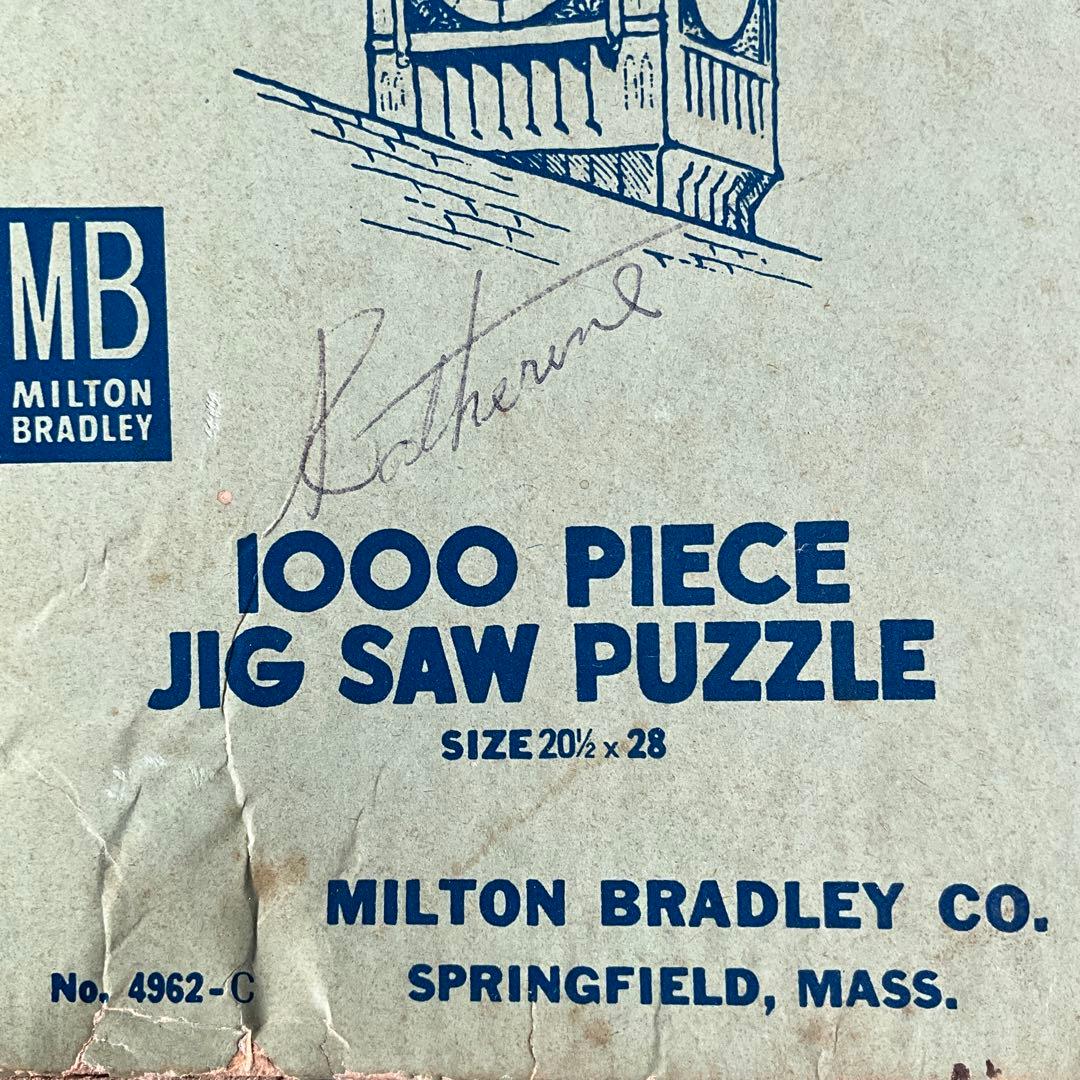 MB
MILTON
BRADLEY
Katherine
1000 PIECE
JIG SAW PUZZLE
SIZE 20½ x 28
MILTON BRADLEY CO.
No. 4962-C
SPRINGFIELD, MASS.